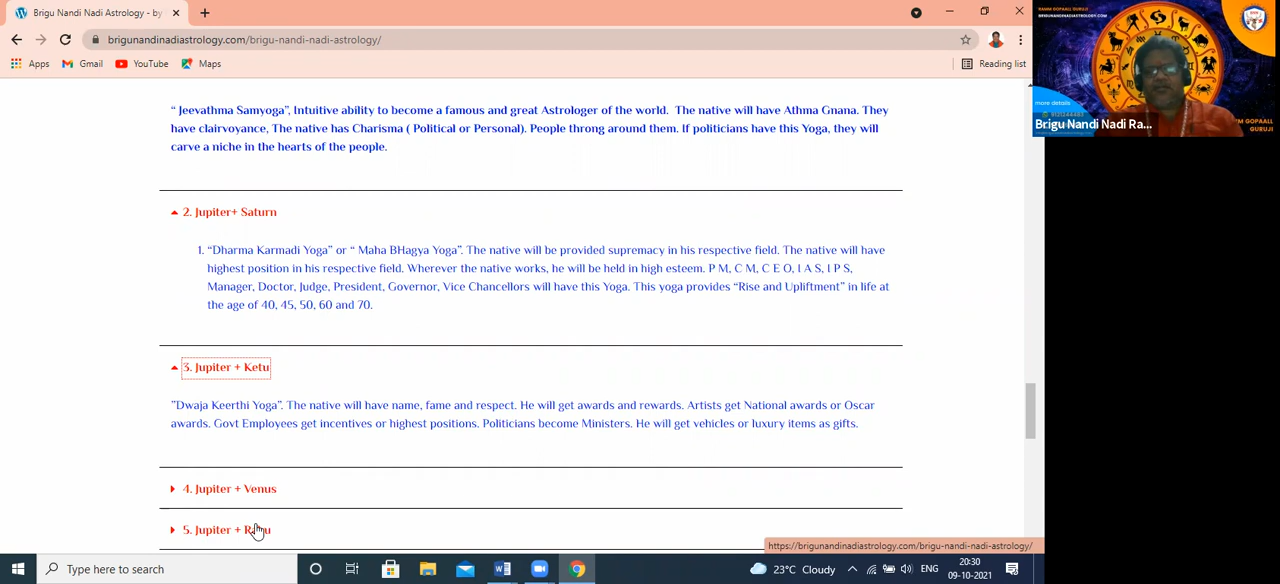 Brigu Nandi Nadi Astrology - by
brigunandinadiastrology.com/brigu-nandi-nadi-astrology/
Apps
Gmail
YouTube
Maps
Reading list
“ Jeevathma Samyoga”, Intuitive ability to become a famous and great Astrologer of the world. The native will have Athma Gnana. They
have clairvoyance, The native has Charisma ( Political or Personal). People throng around them. If politicians have this Yoga, they will
carve a niche in the hearts of the people.
2. Jupiter+ Saturn
1. “Dharma Karmadi Yoga” or “ Maha BHagya Yoga”. The native will be provided supremacy in his respective field. The native will have
highest position in his respective field. Wherever the native works, he will be held in high esteem. P M, C M, C E O, I A S, I P S,
Manager, Doctor, Judge, President, Governor, Vice Chancellors will have this Yoga. This yoga provides “Rise and Upliftment” in life at
the age of 40, 45, 50, 60 and 70.
3. Jupiter + Ketu
”Dwaja Keerthi Yoga”. The native will have name, fame and respect. He will get awards and rewards. Artists get National awards or Oscar
awards. Govt Employees get incentives or highest positions. Politicians become Ministers. He will get vehicles or luxury items as gifts.
4. Jupiter + Venus
5. Jupiter + Rahu
https://brigunandinadiastrology.com/brigu-nandi-nadi-astrology/
Type here to search
23°C Cloudy
ENG
20:30
09-10-2021
RAMM GOPAALL GURUJU
BRIGUNANDINADIASTROLOGY.COM
more details
Brigu Nandi Nadi Ra...
M GOPAALL
GURUJI